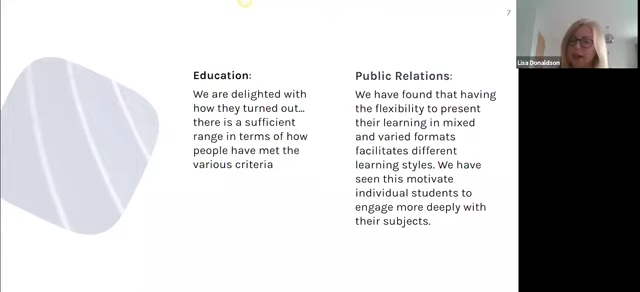 7
Lisa Donaldson
Education:
We are delighted with
how they turned out...
there is a sufficient
range in terms of how
people have met the
various criteria
Public Relations:
We have found that having
the flexibility to present
their learning in mixed
and varied formats
facilitates different
learning styles. We have
seen this motivate
individual students to
engage more deeply with
their subjects.